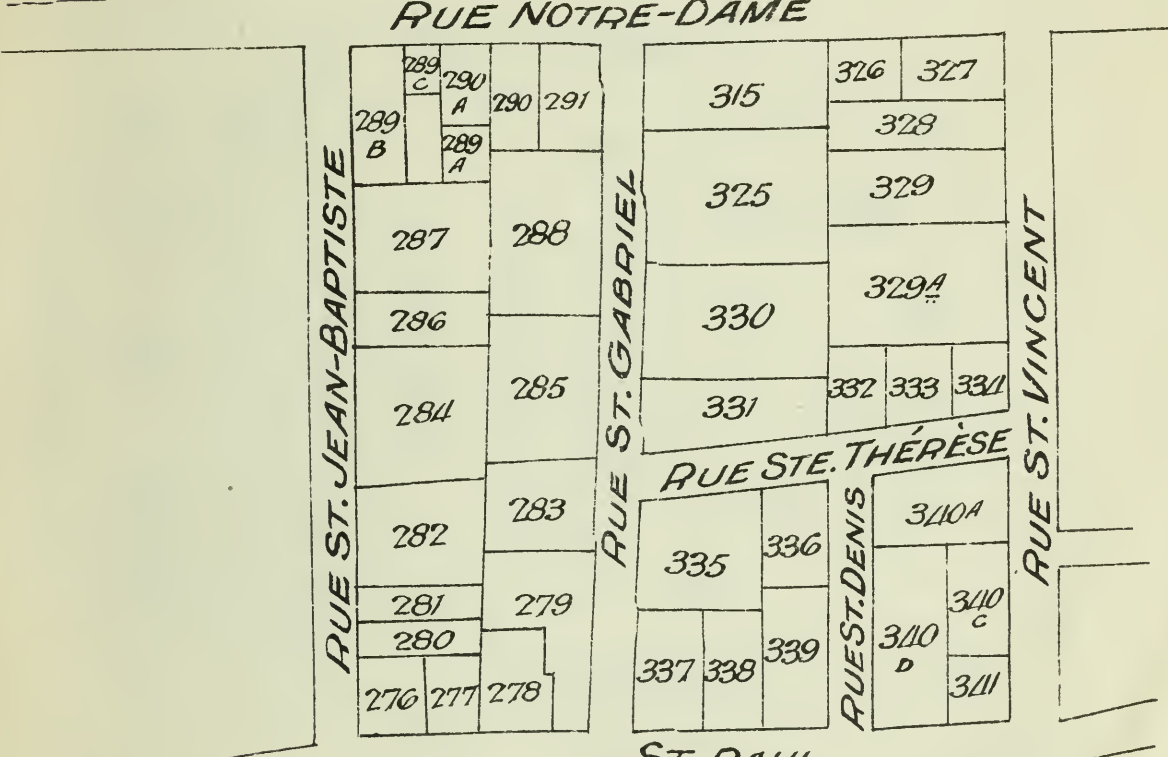 RUE NOTRE-DAME
RUE ST. JEAN-BAPTISTE
289 B
289 C
290 A
289 A
290
291
287
288
286
284
285
282
283
281
280
279
276
277
278
RUE ST. GABRIEL
315
326
327
328
325
329
329A
330
331
332
333
334
RUE STE. THÉRÈSE
RUE ST. VINCENT
335
336
337
338
339
RUE ST. DENIS
340A
340 D
340 C
341
ST. PAUL